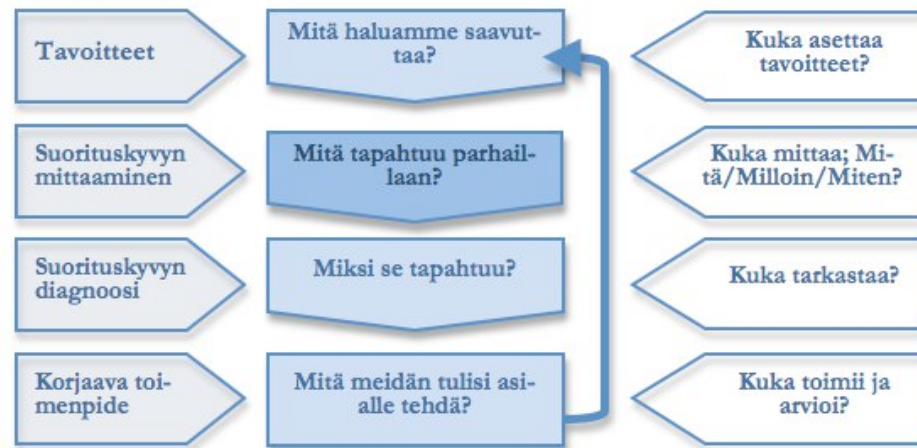 Tavoitteet
Mitä haluamme saavut-
taa?
Kuka asettaa
tavoitteet?
Suorituskyvyn
mittaaminen
Mitä tapahtuu parhail-
laan?
Kuka mittaa; Mi-
tä/Milloin/Miten?
Suorituskyvyn
diagnoosi
Miksi se tapahtuu?
Kuka tarkastaa?
Korjaava toi-
menpide
Mitä meidän tulisi asi-
alle tehdä?
Kuka toimii ja
arvioi?